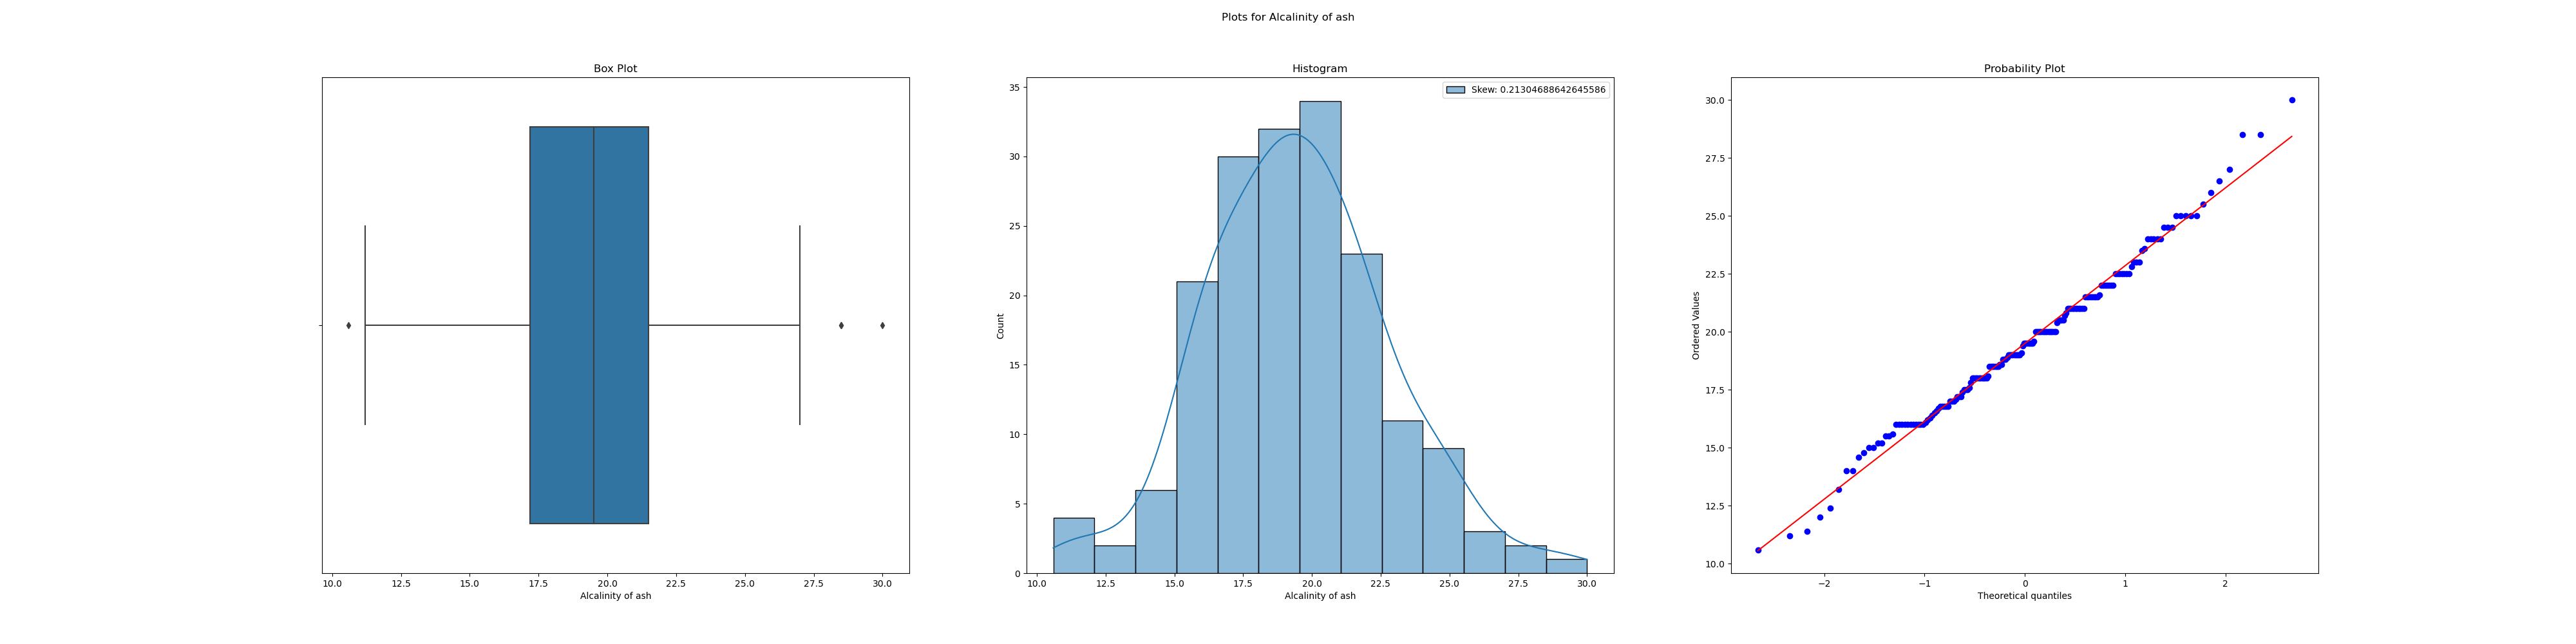 Plots for Alcalinity of ash
Box Plot
10.0 12.5 15.0 17.5 20.0 22.5 25.0 27.5 30.0
Alcalinity of ash
Histogram
Skew: 0.21304688642645586
35
30
25
20
15
10
5
0
Count
10.0 12.5 15.0 17.5 20.0 22.5 25.0 27.5 30.0
Alcalinity of ash
Probability Plot
30.0
27.5
25.0
22.5
20.0
17.5
15.0
12.5
10.0
Ordered Values
−2 −1 0 1 2
Theoretical quantiles